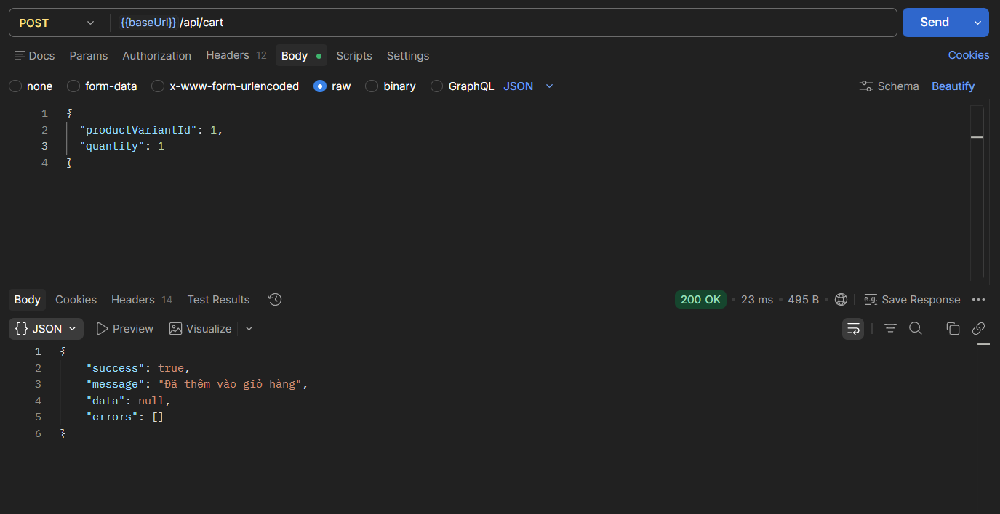 POST {{baseUrl}} /api/cart Send
Docs Params Authorization Headers 12 Body Scripts Settings Cookies
none form-data x-www-form-urlencoded raw binary GraphQL JSON Schema Beautify
1 {
2 "productVariantId": 1,
3 "quantity": 1
4 }
Body Cookies Headers 14 Test Results 200 OK • 23 ms • 495 B • e.g. Save Response
{} JSON Preview Visualize
1 {
2 "success": true,
3 "message": "Đã thêm vào giỏ hàng",
4 "data": null,
5 "errors": []
6 }